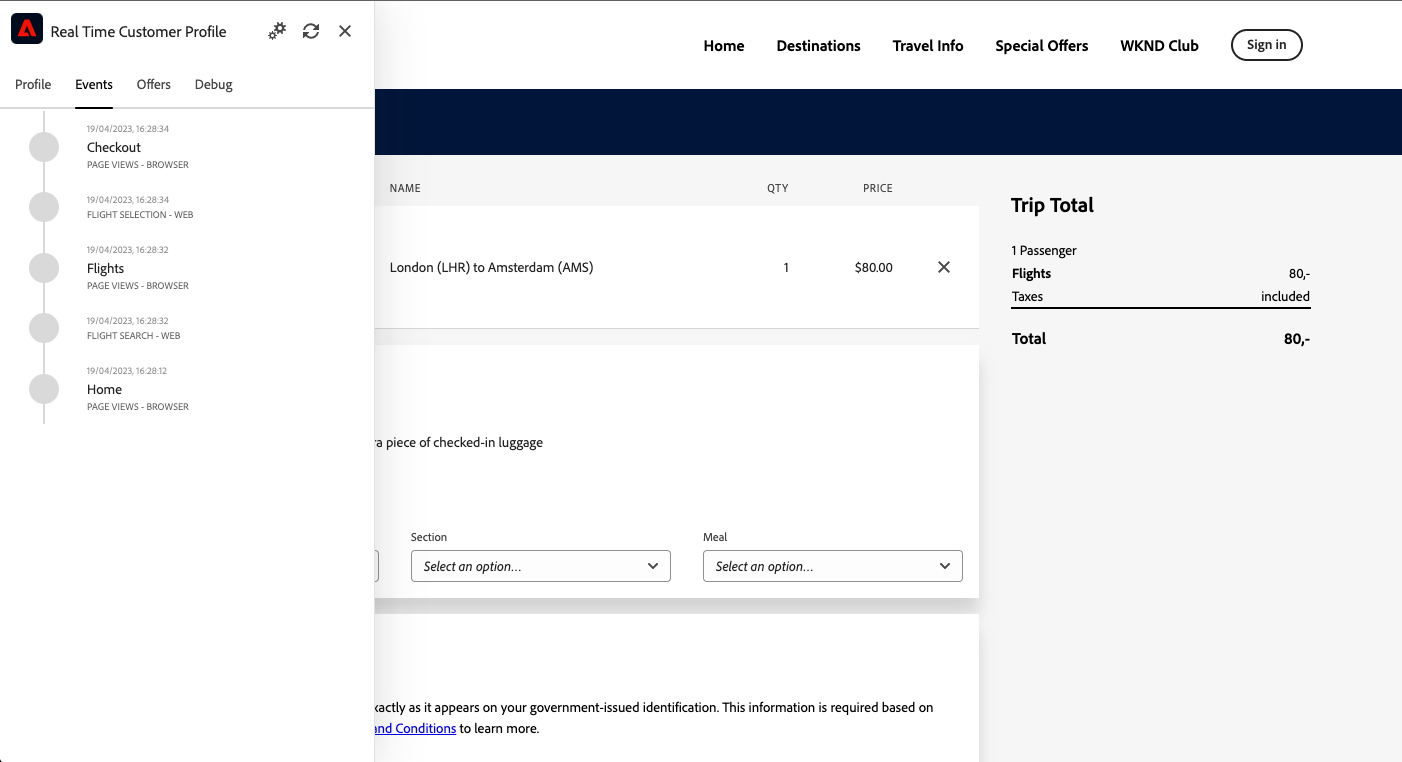 Real Time Customer Profile
Profile Events Offers Debug
19/04/2023, 16:28:34
Checkout
PAGE VIEWS - BROWSER
19/04/2023, 16:28:34
FLIGHT SELECTION - WEB
19/04/2023, 16:28:32
Flights
PAGE VIEWS - BROWSER
19/04/2023, 16:28:32
FLIGHT SEARCH - WEB
19/04/2023, 16:28:12
Home
PAGE VIEWS - BROWSER
Home Destinations Travel Info Special Offers WKND Club Sign in
NAME QTY PRICE
London (LHR) to Amsterdam (AMS) 1 $80.00
piece of checked-in luggage
Section Meal
Select an option... Select an option...
as it appears on your government-issued identification. This information is required based on
and Conditions to learn more.
Trip Total
1 Passenger
Flights 80,-
Taxes included
Total 80,-